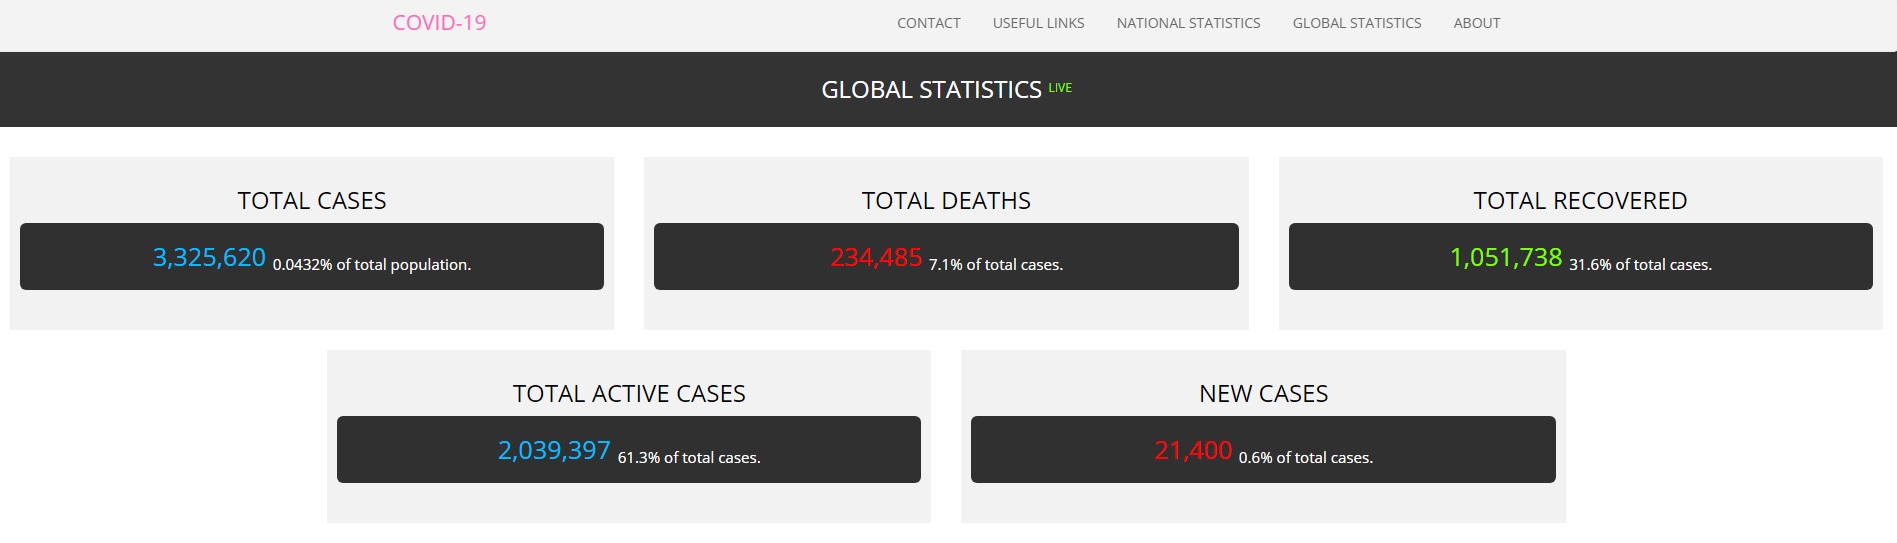 COVID-19 CONTACT USEFUL LINKS NATIONAL STATISTICS GLOBAL STATISTICS ABOUT
GLOBAL STATISTICS LIVE
TOTAL CASES
3,325,620 0.0432% of total population.
TOTAL DEATHS
234,485 7.1% of total cases.
TOTAL RECOVERED
1,051,738 31.6% of total cases.
TOTAL ACTIVE CASES
2,039,397 61.3% of total cases.
NEW CASES
21,400 0.6% of total cases.